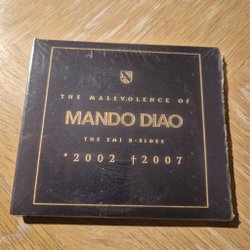 THE MALEVOLENCE OF
MANDO DIAO
THE EMI B-SIDES
*2002 †2007